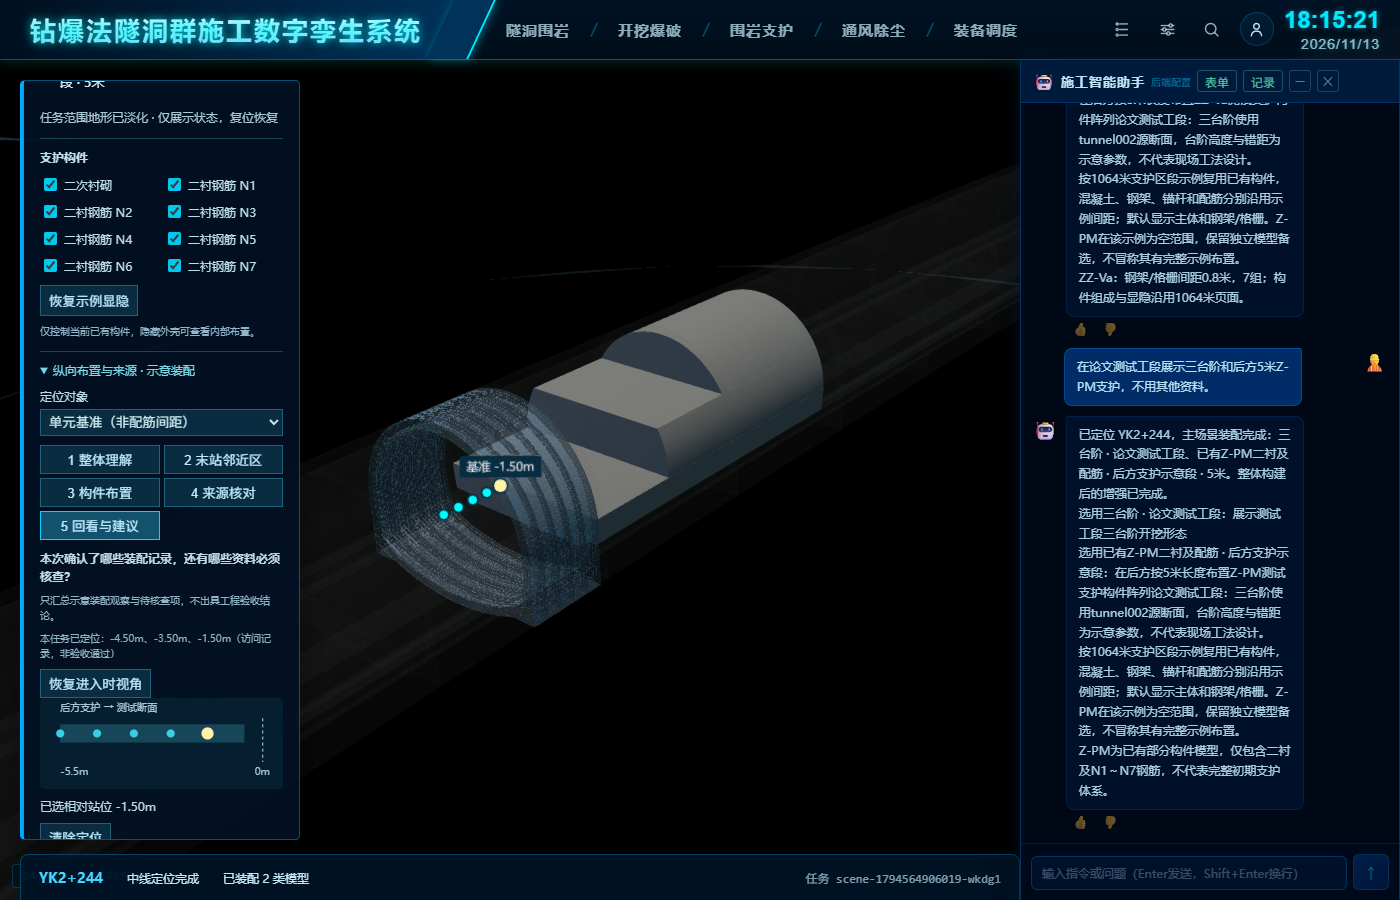 钻爆法隧洞群施工数字孪生系统
隧洞围岩 / 开挖爆破 / 围岩支护 / 通风除尘 / 装备调度
18:15:21
2026/11/13
段 · 5米
任务范围地形已淡化 · 仅展示状态，复位恢复
支护构件
二次衬砌
二衬钢筋 N1
二衬钢筋 N2
二衬钢筋 N3
二衬钢筋 N4
二衬钢筋 N5
二衬钢筋 N6
二衬钢筋 N7
恢复示例显隐
仅控制当前已有构件，隐藏外壳可查看内部布置。
▼ 纵向布置与来源 · 示意装配
定位对象
单元基准（非配筋间距）
1 整体理解
2 末站邻近区
3 构件布置
4 来源核对
5 回看与建议
本次确认了哪些装配记录，还有哪些资料必须
核查？
只汇总示意装配观察与待核查项，不出具工程验收结
论。
本任务已定位：-4.50m、-3.50m、-1.50m（访问记
录，非验收通过）
恢复进入时视角
后方支护 → 测试断面
-5.5m
0m
已选相对站位 -1.50m
清除定位
基准 -1.50m
YK2+244
中线定位完成
已装配 2 类模型
任务 scene-1794564906019-wkdg1
施工智能助手
后端配置
表单
记录
件阵列论文测试工段：三台阶使用
tunnel002源断面，台阶高度与错距为
示意参数，不代表现场工法设计。
按1064米支护区段示例复用已有构件，
混凝土、钢架、锚杆和配筋分别沿用示
例间距；默认显示主体和钢架/格栅。Z-
PM在该示例为空范围，保留独立模型备
选，不冒称其有完整示例布置。
ZZ-Va：钢架/格栅间距0.8米，7组；构
件组成与显隐沿用1064米页面。
在论文测试工段展示三台阶和后方5米Z-
PM支护，不用其他资料。
已定位 YK2+244，主场景装配完成：三
台阶 · 论文测试工段、已有Z-PM二衬及
配筋 · 后方支护示意段 · 5米。整体构建
后的增强已完成。
选用三台阶 · 论文测试工段：展示测试
工段三台阶开挖形态
选用已有Z-PM二衬及配筋 · 后方支护示
意段：在后方按5米长度布置Z-PM测试
支护构件阵列论文测试工段：三台阶使
用tunnel002源断面，台阶高度与错距
为示意参数，不代表现场工法设计。
按1064米支护区段示例复用已有构件，
混凝土、钢架、锚杆和配筋分别沿用示
例间距；默认显示主体和钢架/格栅。Z-
PM在该示例为空范围，保留独立模型备
选，不冒称其有完整示例布置。
Z-PM为已有部分构件模型，仅包含二衬
及N1～N7钢筋，不代表完整初期支护
体系。
输入指令或问题（Enter发送，Shift+Enter换行）